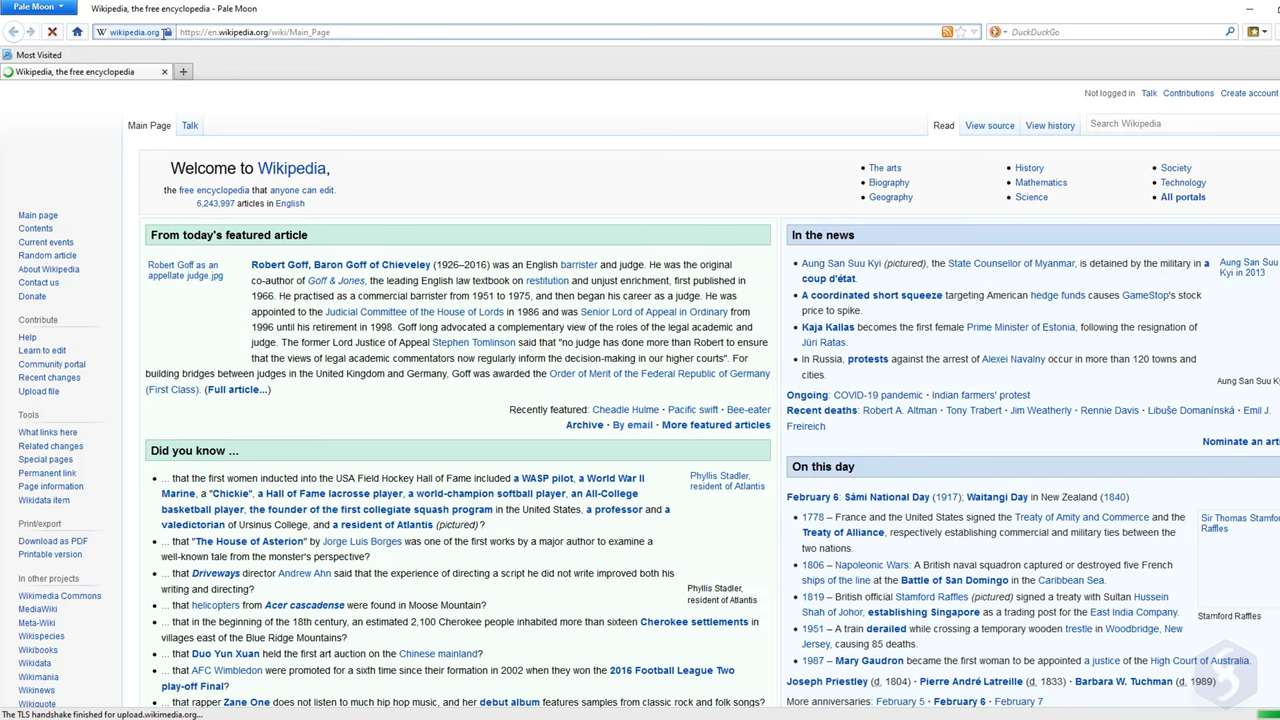 Pale Moon
Wikipedia, the free encyclopedia - Pale Moon
W wikipedia.org https://en.wikipedia.org/wiki/Main_Page
DuckDuckGo
Most Visited
Wikipedia, the free encyclopedia
Not logged in Talk Contributions Create account
Main Page Talk
Read View source View history Search Wikipedia
Welcome to Wikipedia,
the free encyclopedia that anyone can edit.
6,243,997 articles in English
The arts
Biography
Geography
History
Mathematics
Science
Society
Technology
All portals
Main page
Contents
Current events
Random article
About Wikipedia
Contact us
Donate
Contribute
Help
Learn to edit
Community portal
Recent changes
Upload file
Tools
What links here
Related changes
Special pages
Permanent link
Page information
Wikidata item
Print/export
Download as PDF
Printable version
In other projects
Wikimedia Commons
MediaWiki
Meta-Wiki
Wikispecies
Wikibooks
Wikidata
Wikimania
Wikinews
Wikiquote
From today's featured article
Robert Goff as an
appellate judge.jpg
Robert Goff, Baron Goff of Chieveley (1926–2016) was an English barrister and judge. He was the original
co-author of Goff & Jones, the leading English law textbook on restitution and unjust enrichment, first published in
1966. He practised as a commercial barrister from 1951 to 1975, and then began his career as a judge. He was
appointed to the Judicial Committee of the House of Lords in 1986 and was Senior Lord of Appeal in Ordinary from
1996 until his retirement in 1998. Goff long advocated a complementary view of the roles of the legal academic and
judge. The former Lord Justice of Appeal Stephen Tomlinson said that "no judge has done more than Robert to ensure
that the views of legal academic commentators now regularly inform the decision-making in our higher courts". For
building bridges between judges in the United Kingdom and Germany, Goff was awarded the Order of Merit of the Federal Republic of Germany
(First Class). (Full article...)
Recently featured: Cheadle Hulme · Pacific swift · Bee-eater
Archive · By email · More featured articles
Did you know ...
... that the first women inducted into the USA Field Hockey Hall of Fame included a WASP pilot, a World War II
Marine, a "Chickie", a Hall of Fame lacrosse player, a world-champion softball player, an All-College
basketball player, the founder of the first collegiate squash program in the United States, a professor and a
valedictorian of Ursinus College, and a resident of Atlantis (pictured)?
Phyllis Stadler,
resident of Atlantis
... that "The House of Asterion" by Jorge Luis Borges was one of the first works by a major author to examine a
well-known tale from the monster's perspective?
... that Driveways director Andrew Ahn said that the experience of directing a script he did not write improved both his
writing and directing?
Phyllis Stadler,
resident of Atlantis
... that helicopters from Acer cascadense were found in Moose Mountain?
... that in the beginning of the 18th century, an estimated 2,100 Cherokee people inhabited more than sixteen Cherokee settlements in
villages east of the Blue Ridge Mountains?
... that Duo Yun Xuan held the first art auction on the Chinese mainland?
... that AFC Wimbledon were promoted for a sixth time since their formation in 2002 when they won the 2016 Football League Two
play-off Final?
... that rapper Zane One does not listen to much hip hop music, and her debut album features samples from classic rock and folk songs?
In the news
Aung San Suu Kyi (pictured), the State Counsellor of Myanmar, is detained by the military in a
coup d'état.
Aung San Suu
Kyi in 2013
A coordinated short squeeze targeting American hedge funds causes GameStop's stock
price to spike.
Kaja Kallas becomes the first female Prime Minister of Estonia, following the resignation of
Jüri Ratas.
In Russia, protests against the arrest of Alexei Navalny occur in more than 120 towns and
cities.
Aung San Suu Ky
Ongoing: COVID-19 pandemic · Indian farmers' protest
Recent deaths: Robert A. Altman · Tony Trabert · Jim Weatherly · Rennie Davis · Libuše Domanínská · Emil J.
Freireich
Nominate an arti
On this day
February 6: Sámi National Day (1917); Waitangi Day in New Zealand (1840)
1778 – France and the United States signed the Treaty of Amity and Commerce and the
Treaty of Alliance, respectively establishing commercial and military ties between the
two nations.
Sir Thomas Stamfor
Raffles
1806 – Napoleonic Wars: A British naval squadron captured or destroyed five French
ships of the line at the Battle of San Domingo in the Caribbean Sea.
1819 – British official Stamford Raffles (pictured) signed a treaty with Sultan Hussein
Shah of Johor, establishing Singapore as a trading post for the East India Company.
Stamford Raffles
1951 – A train derailed while crossing a temporary wooden trestle in Woodbridge, New
Jersey, causing 85 deaths.
1987 – Mary Gaudron became the first woman to be appointed a justice of the High Court of Australia.
Joseph Priestley (d. 1804) · Pierre André Latreille (d. 1833) · Barbara W. Tuchman (d. 1989)
More anniversaries: February 5 · February 6 · February 7
The TLS handshake finished for upload.wikimedia.org...